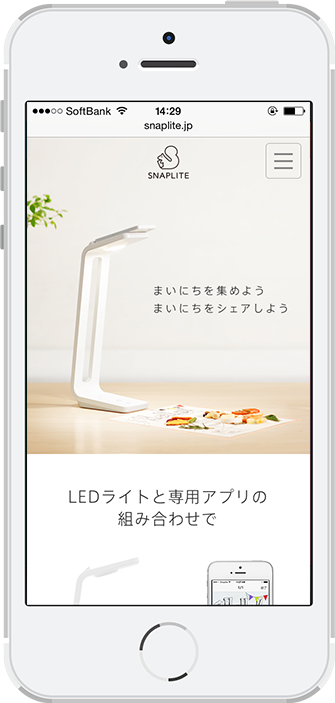 SoftBank 14:29
snaplite.jp
SNAPLITE
まいにちを集めよう
まいにちをシェアしよう
LEDライトと専用アプリの
組み合わせで